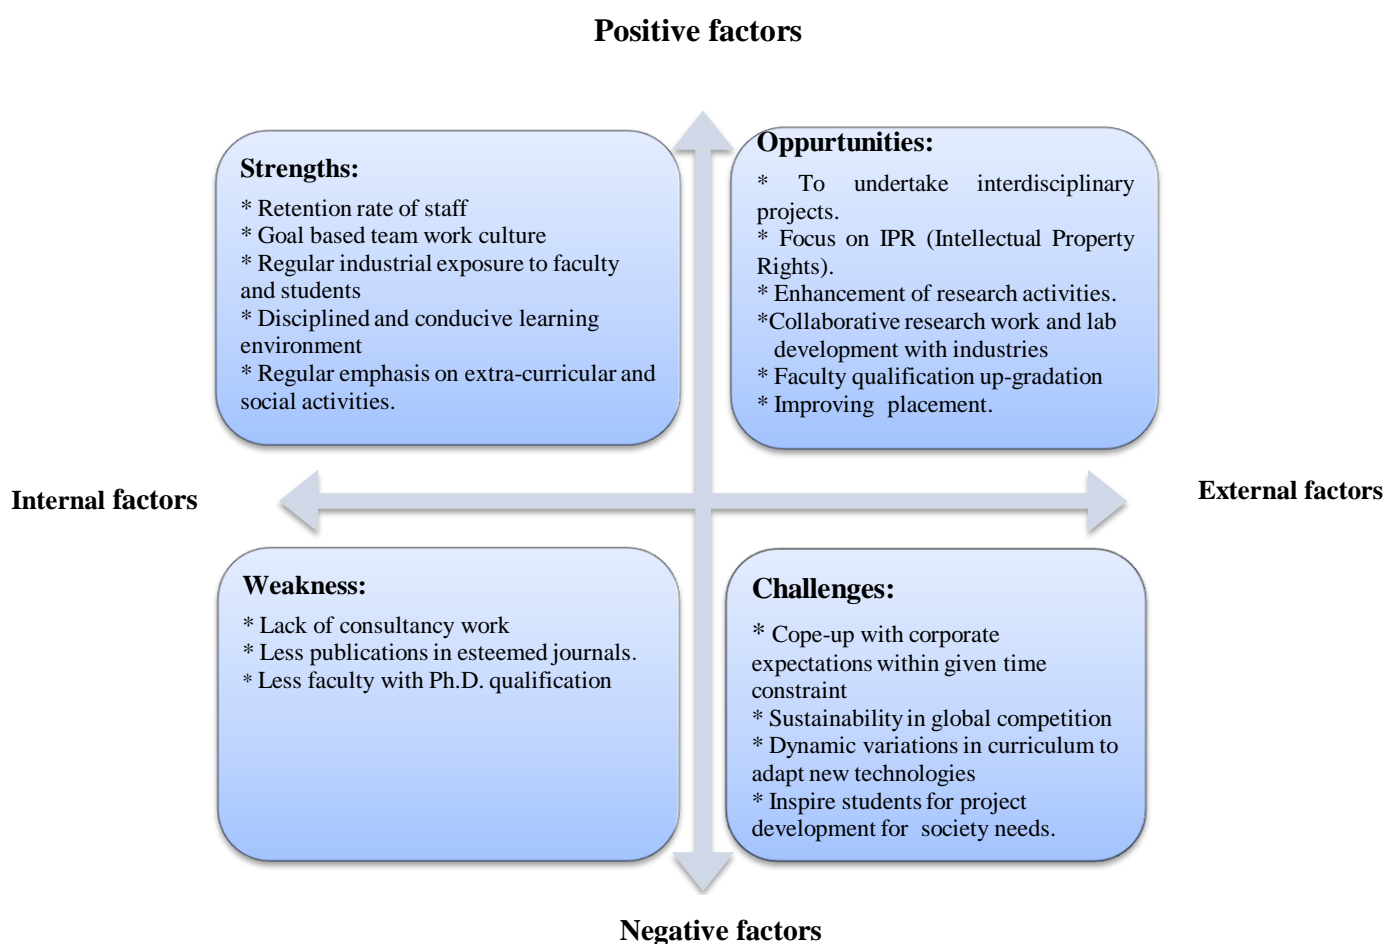 Positive factors
Strengths:
* Retention rate of staff
* Goal based team work culture
* Regular industrial exposure to faculty
and students
* Disciplined and conducive learning
environment
* Regular emphasis on extra-curricular and
social activities.
Oppurtunities:
* To undertake interdisciplinary
projects.
* Focus on IPR (Intellectual Property
Rights).
* Enhancement of research activities.
*Collaborative research work and lab
development with industries
* Faculty qualification up-gradation
* Improving placement.
Internal factors
External factors
Weakness:
* Lack of consultancy work
* Less publications in esteemed journals.
* Less faculty with Ph.D. qualification
Challenges:
* Cope-up with corporate
expectations within given time
constraint
* Sustainability in global competition
* Dynamic variations in curriculum to
adapt new technologies
* Inspire students for project
development for society needs.
Negative factors